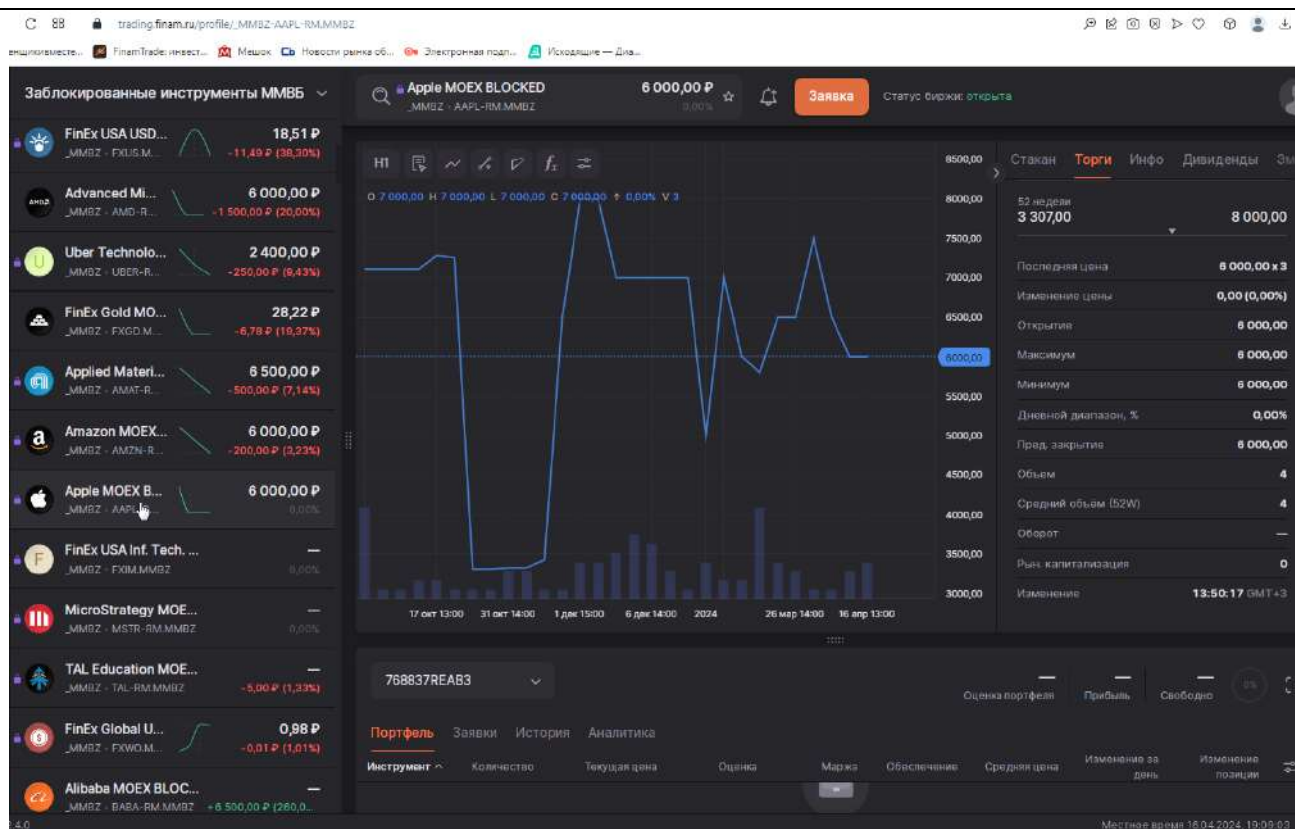 trading.finam.ru/profile/_MMBZ-AAPL-RM.MMBZ
енщикивместе... FinamTrade: инвест... Мешок Новости рынка об... Электронная подп... Исходящие — Диа...
Заблокированные инструменты ММВБ
Apple MOEX BLOCKED 6 000,00 ₽
_MMBZ - AAPL-RM.MMBZ 0,00%
Заявка
Статус биржи: открыта
FinEx USA USD... 18,51 ₽
_MMBZ - FXUS.M... -11,49 ₽ (38,30%)
Advanced Mi... 6 000,00 ₽
_MMBZ - AMD-R... -1 500,00 ₽ (20,00%)
Uber Technolo... 2 400,00 ₽
_MMBZ - UBER-R... -250,00 ₽ (9,43%)
FinEx Gold MO... 28,22 ₽
_MMBZ - FXGD.M... -6,78 ₽ (19,37%)
Applied Materi... 6 500,00 ₽
_MMBZ - AMAT-R... -500,00 ₽ (7,14%)
Amazon MOEX... 6 000,00 ₽
_MMBZ - AMZN-R... -200,00 ₽ (3,23%)
Apple MOEX B... 6 000,00 ₽
_MMBZ - AAPL 0,00%
FinEx USA Inf. Tech. ... —
_MMBZ - FXIM.MMBZ 0,00%
MicroStrategy MOE... —
_MMBZ - MSTR-RM.MMBZ 0,00%
TAL Education MOE... —
_MMBZ - TAL-RM.MMBZ -5,00 ₽ (1,33%)
FinEx Global U... 0,98 ₽
_MMBZ - FXWO.M... -0,01 ₽ (1,01%)
Alibaba MOEX BLOC... —
_MMBZ - BABA-RM.MMBZ +6 500,00 ₽ (260,0...
H1
O 7 000,00 H 7 000,00 L 7 000,00 C 7 000,00 0,00% V 3
8500,00
8000,00
7500,00
7000,00
6500,00
6000,00
5500,00
5000,00
4500,00
4000,00
3500,00
3000,00
17 окт 13:00 31 окт 14:00 1 дек 15:00 6 дек 14:00 2024 26 мар 14:00 16 апр 13:00
Стакан Торги Инфо Дивиденды Эм
52 недели
3 307,00 8 000,00
Последняя цена 6 000,00 x 3
Изменение цены 0,00 (0,00%)
Открытие 6 000,00
Максимум 6 000,00
Минимум 6 000,00
Дневной диапазон, % 0,00%
Пред. закрытие 6 000,00
Объем 4
Средний объем (52W) 4
Оборот —
Рын. капитализация 0
Изменение 13:50:17 GMT+3
768837REAB3
Оценка портфеля Прибыль Свободно 0%
Портфель Заявки История Аналитика
Инструмент Количество Текущая цена Оценка Маржа Обеспечение Средняя цена Изменение за день Изменение позиции
4.0
Местное время 16.04.2024, 19:09:03